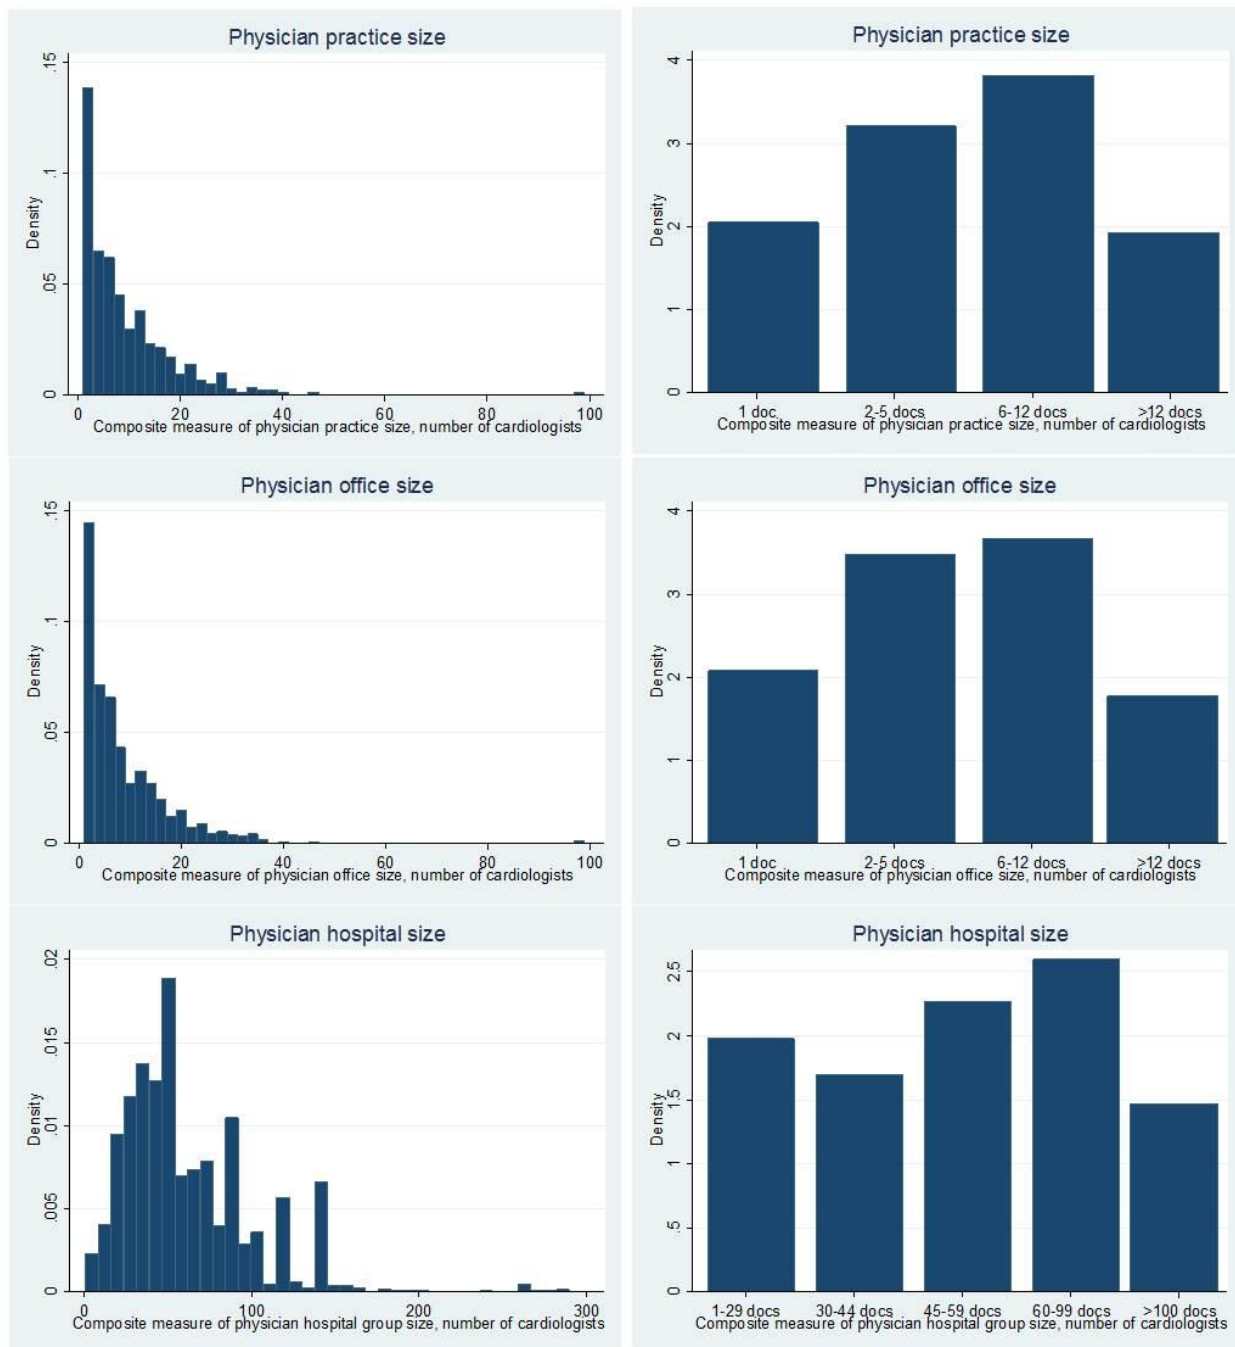 Physician practice size
Density
0 .05 .1 .15
0 20 40 60 80 100
Composite measure of physician practice size, number of cardiologists
Physician practice size
Density
0 1 2 3 4
1 doc 2-5 docs 6-12 docs >12 docs
Composite measure of physician practice size, number of cardiologists
Physician office size
Density
0 .05 .1 .15
0 20 40 60 80 100
Composite measure of physician office size, number of cardiologists
Physician office size
Density
0 1 2 3 4
1 doc 2-5 docs 6-12 docs >12 docs
Composite measure of physician office size, number of cardiologists
Physician hospital size
Density
0 .005 .01 .015 .02
0 100 200 300
Composite measure of physician hospital group size, number of cardiologists
Physician hospital size
Density
0 .5 1 1.5 2 2.5
1-29 docs 30-44 docs 45-59 docs 60-99 docs >100 docs
Composite measure of physician hospital group size, number of cardiologists